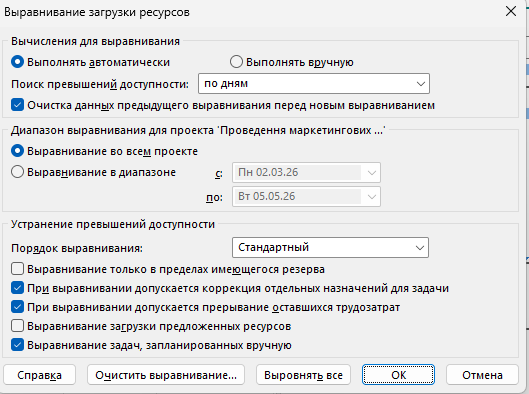 Выравнивание загрузки ресурсов
Вычисления для выравнивания
Выполнять автоматически Выполнять вручную
Поиск превышений доступности: по дням
Очистка данных предыдущего выравнивания перед новым выравниванием
Диапазон выравнивания для проекта 'Проведення маркетингових ...'
Выравнивание во всем проекте
Выравнивание в диапазоне с: Пн 02.03.26
по: Вт 05.05.26
Устранение превышений доступности
Порядок выравнивания: Стандартный
Выравнивание только в пределах имеющегося резерва
При выравнивании допускается коррекция отдельных назначений для задачи
При выравнивании допускается прерывание оставшихся трудозатрат
Выравнивание загрузки предложенных ресурсов
Выравнивание задач, запланированных вручную
Справка Очистить выравнивание... Выровнять все ОК Отмена